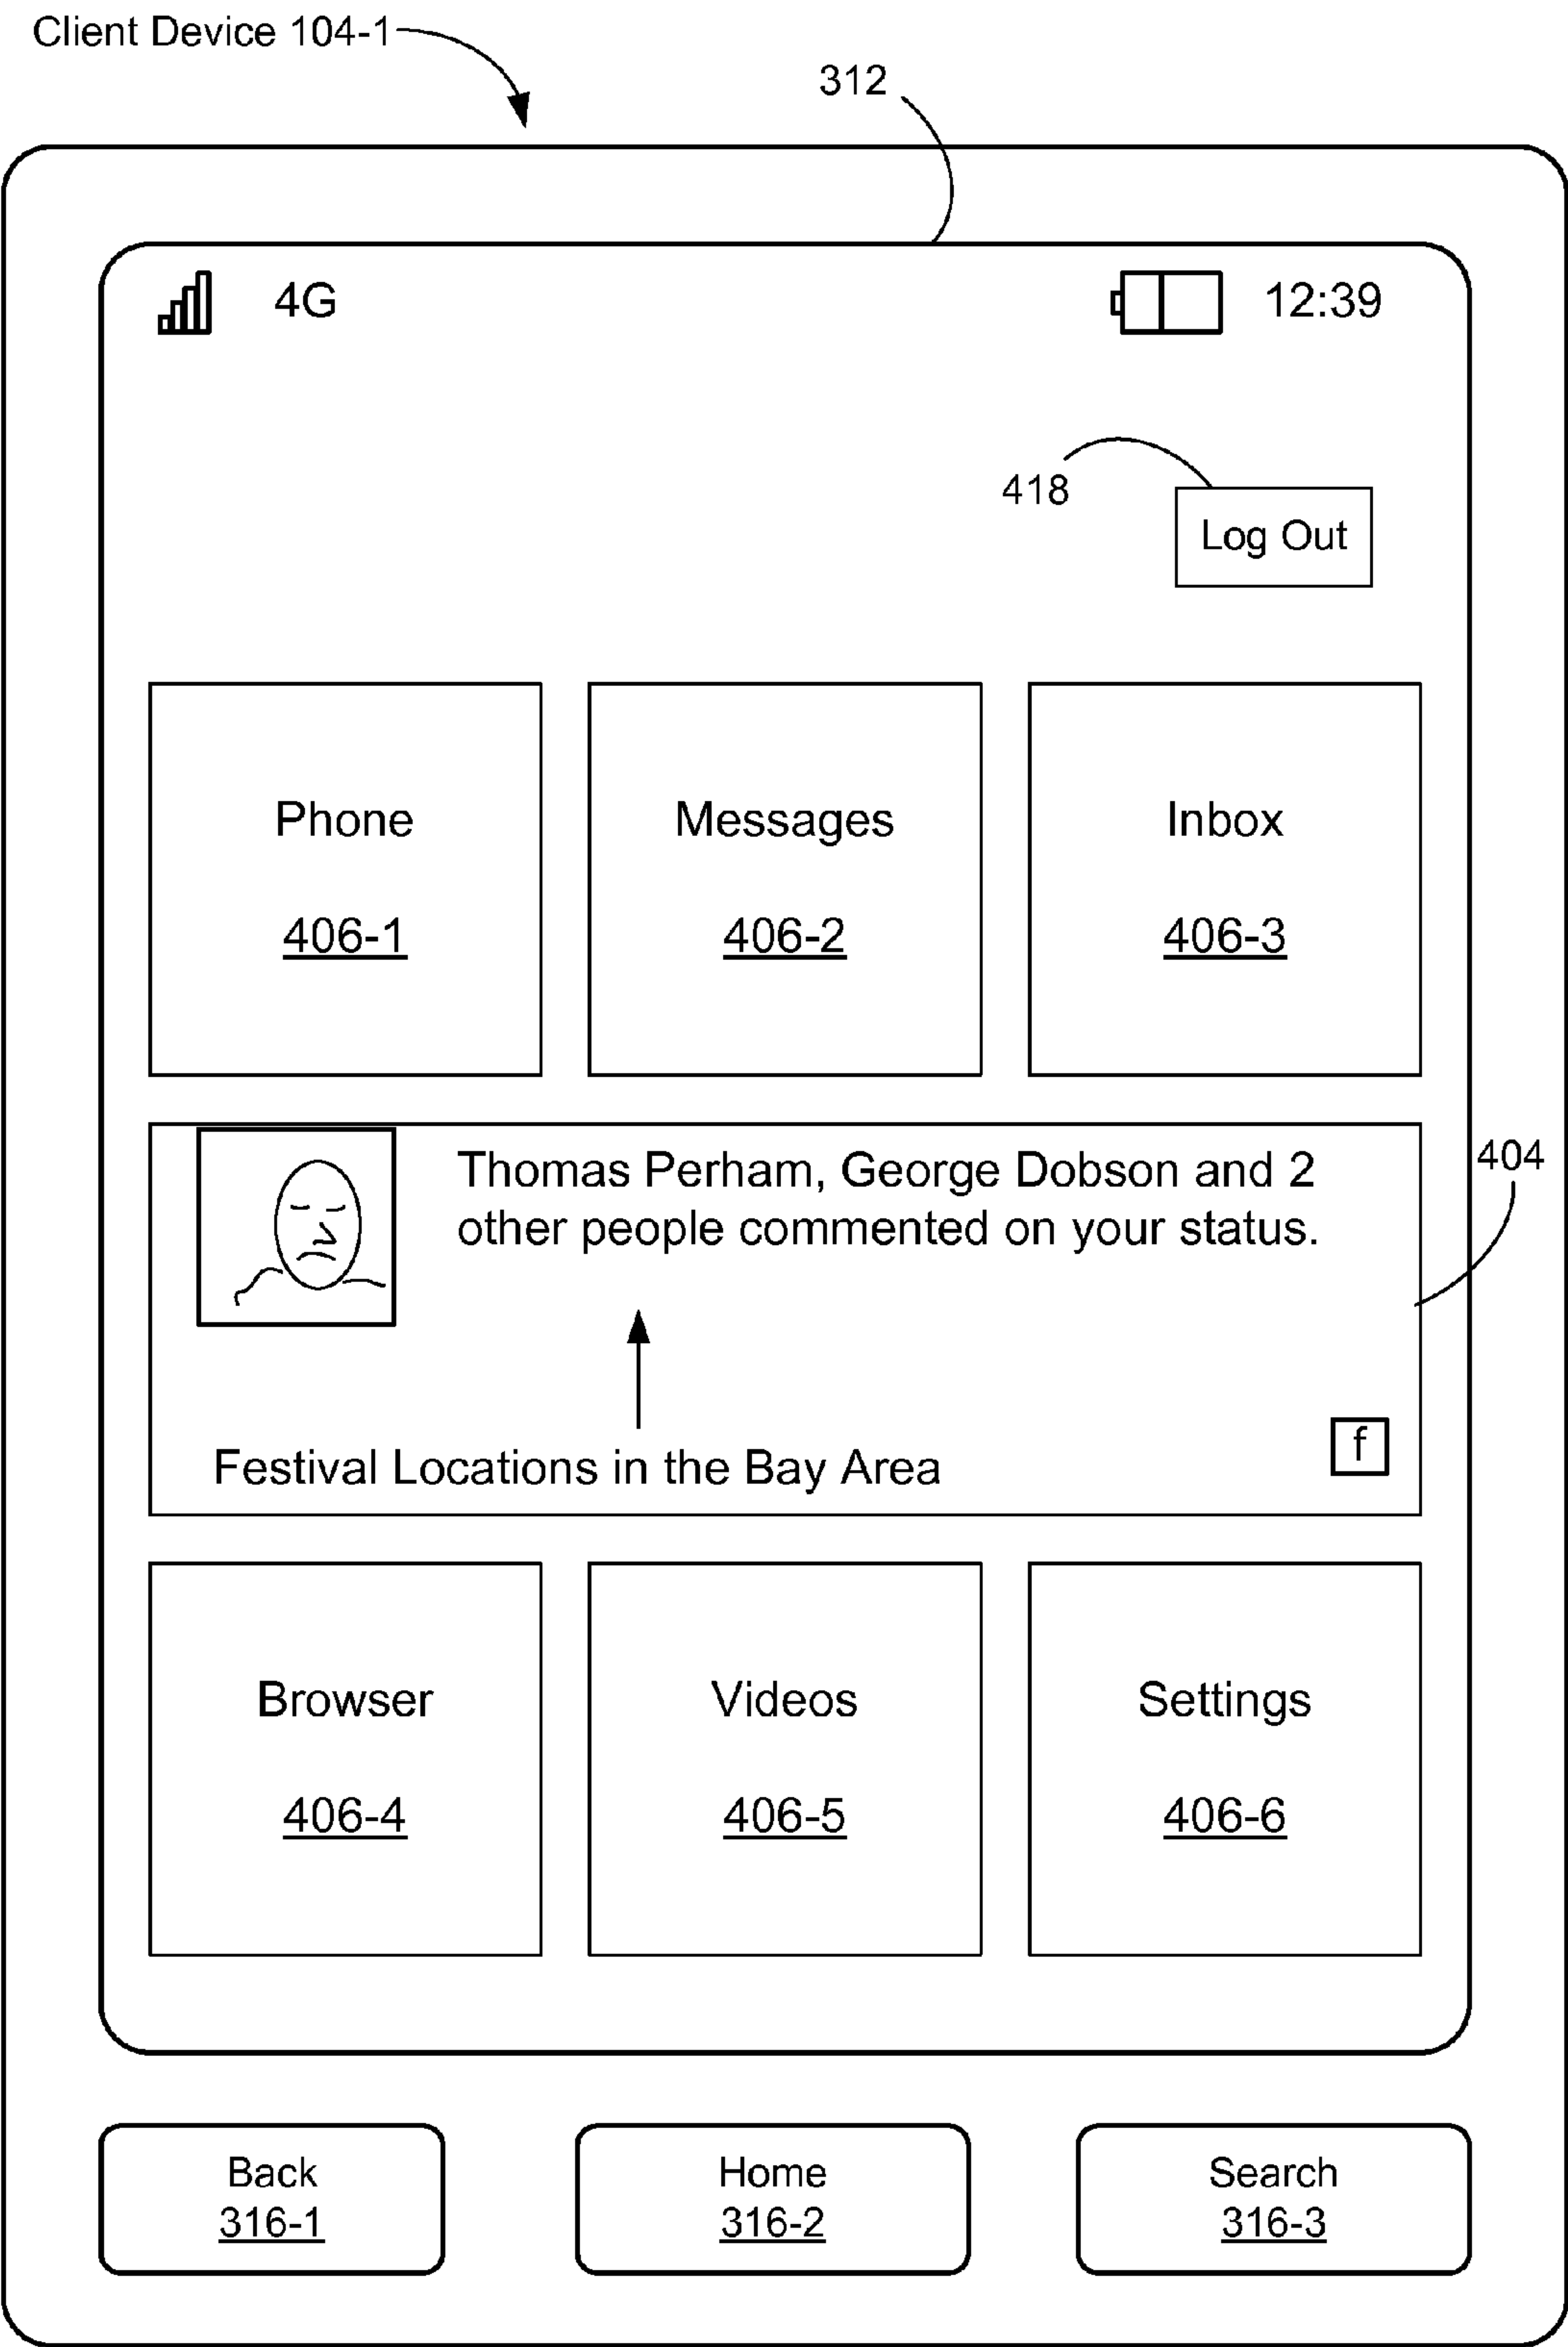 Client Device 104-1
312
4G
12:39
418
Log Out
Phone
Messages
Inbox
406-1
406-2
406-3
404
Thomas Perham, George Dobson and 2
other people commented on your status.
f
Festival Locations in the Bay Area
Browser
Videos
Settings
406-4
406-5
406-6
Back
316-1
Home
316-2
Search
316-3